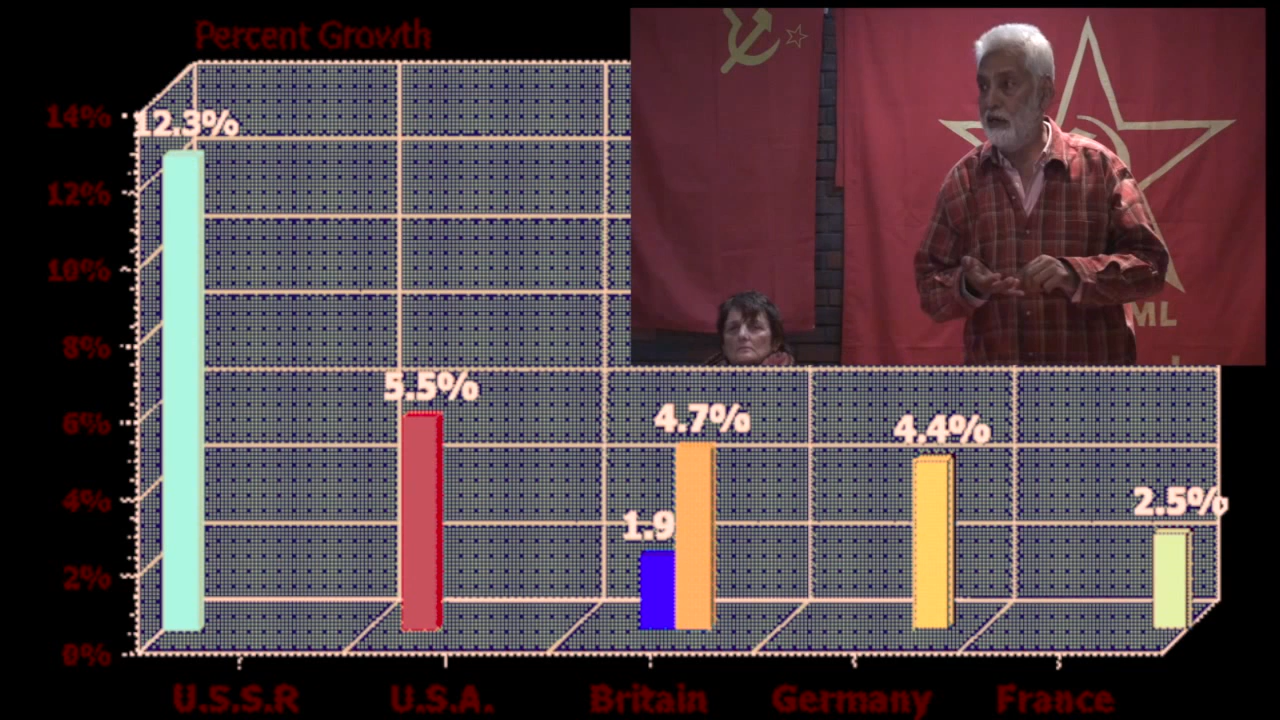 Percent Growth
14%
12%
10%
8%
6%
4%
2%
0%
12.3%
5.5%
1.9
4.7%
4.4%
2.5%
U.S.S.R
U.S.A.
Britain
Germany
France
ML